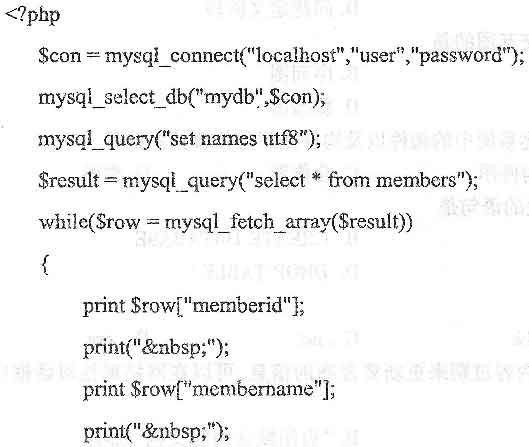 <?php
$con = mysql_connect("localhost","user","password");
mysql_select_db("mydb",$con);
mysql_query("set names utf8");
$result = mysql_query("select * from members");
while($row = mysql_fetch_array($result))
{
print $row["memberid"];
print("&nbsp;");
print $row["membername"];
print("&nbsp;");